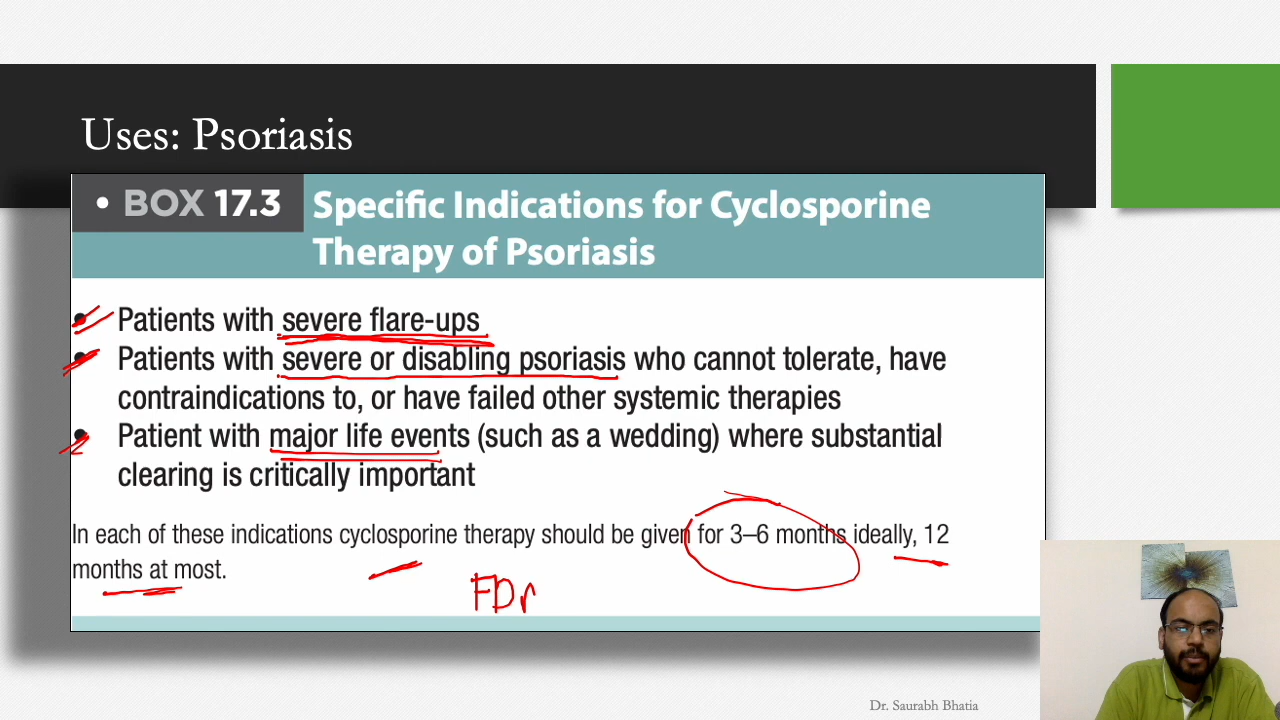 Uses: Psoriasis
• BOX 17.3
Specific Indications for Cyclosporine
Therapy of Psoriasis
• Patients with severe flare-ups
• Patients with severe or disabling psoriasis who cannot tolerate, have
contraindications to, or have failed other systemic therapies
• Patient with major life events (such as a wedding) where substantial
clearing is critically important
In each of these indications cyclosporine therapy should be given for 3–6 months ideally, 12
months at most.
FDr
Dr. Saurabh Bhatia